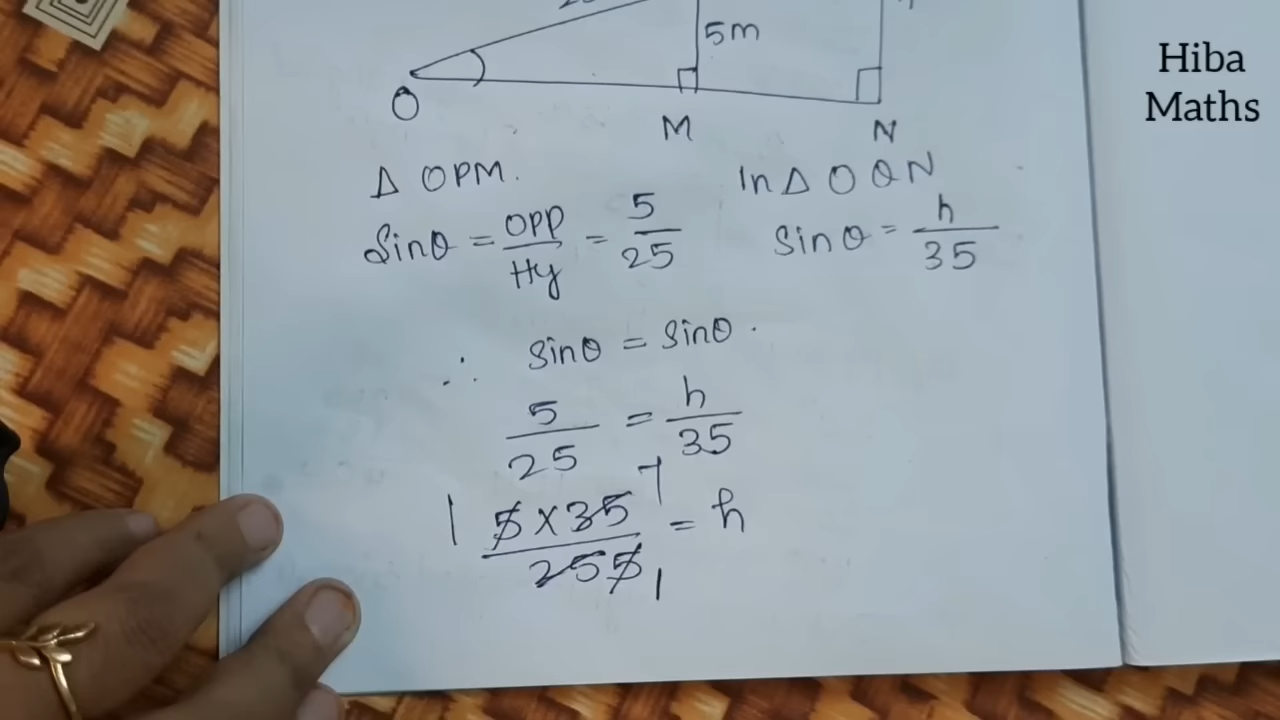 Hiba
Maths
5m
O
M
N
Δ OPM.
In Δ OQN
Sinθ = OPP/Hy = 5/25
Sinθ = h/35
∴ Sinθ = Sinθ.
5/25 = h/35
1 7
5×35/25 5 = h
1